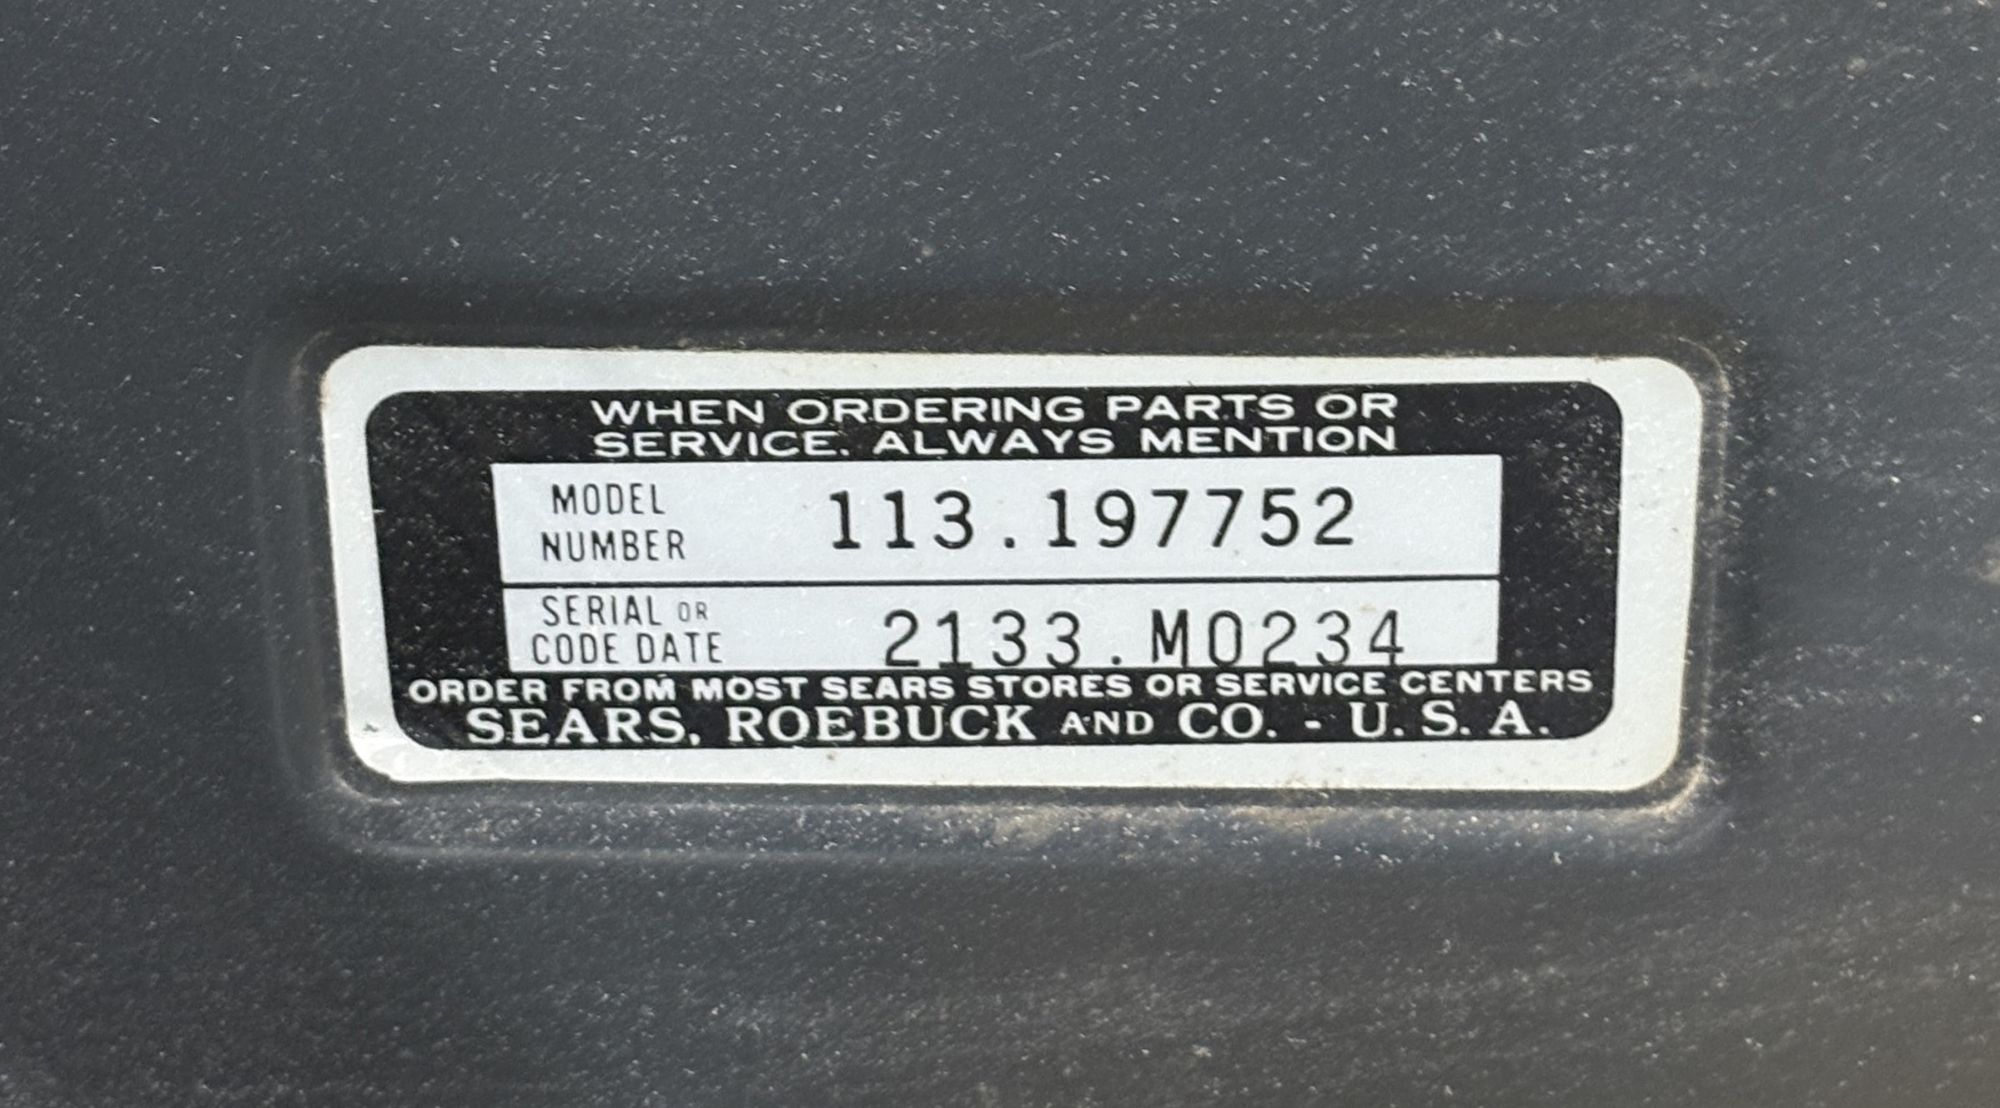 WHEN ORDERING PARTS OR
SERVICE. ALWAYS MENTION
MODEL NUMBER 113.197752
SERIAL OR CODE DATE 2133.M0234
ORDER FROM MOST SEARS STORES OR SERVICE CENTERS
SEARS, ROEBUCK AND CO. - U. S. A.